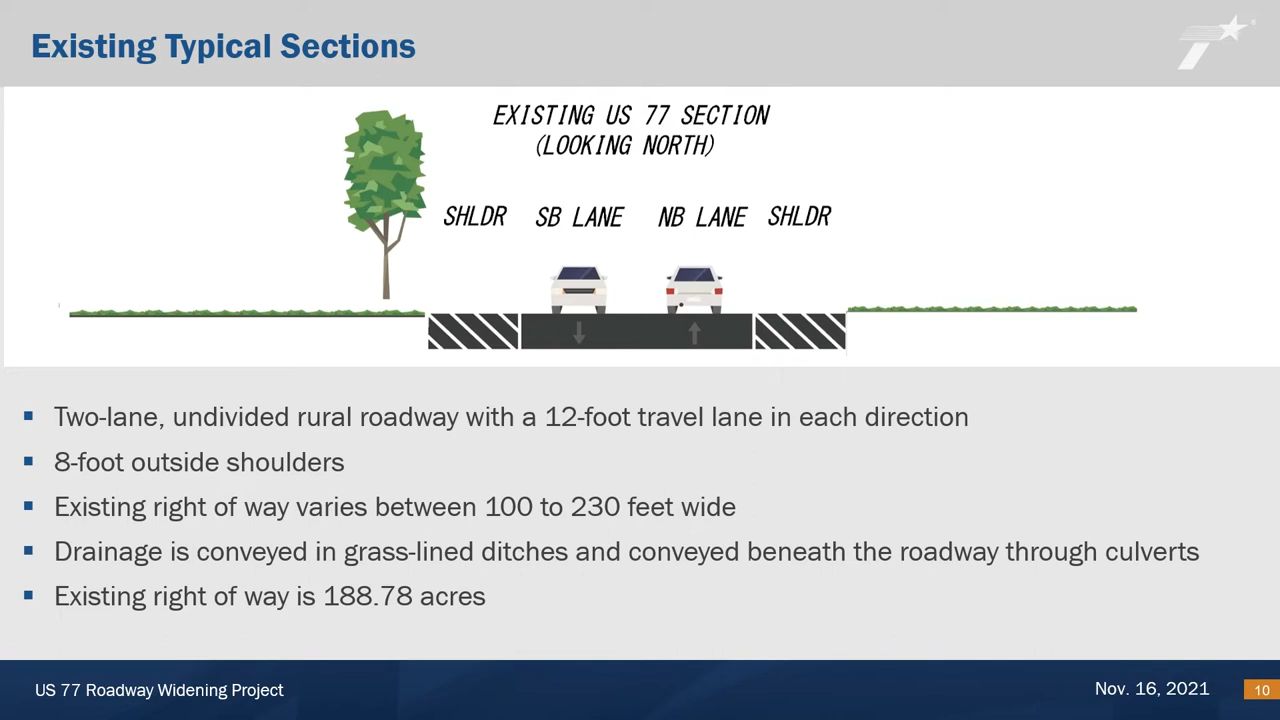 Existing Typical Sections
EXISTING US 77 SECTION
(LOOKING NORTH)
SHLDR SB LANE NB LANE SHLDR
Two-lane, undivided rural roadway with a 12-foot travel lane in each direction
8-foot outside shoulders
Existing right of way varies between 100 to 230 feet wide
Drainage is conveyed in grass-lined ditches and conveyed beneath the roadway through culverts
Existing right of way is 188.78 acres
US 77 Roadway Widening Project
Nov. 16, 2021
10